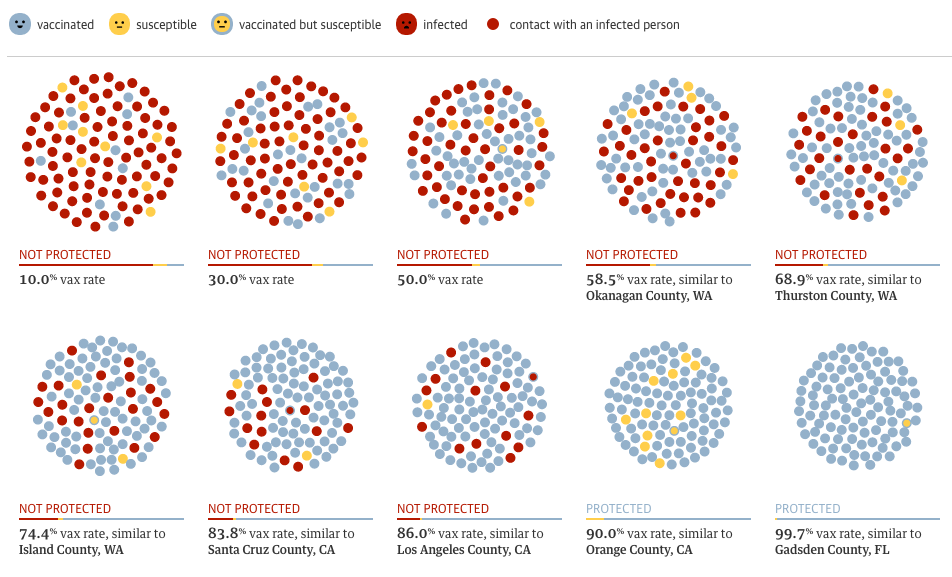 vaccinated
susceptible
vaccinated but susceptible
infected
contact with an infected person
NOT PROTECTED
10.0% vax rate
NOT PROTECTED
30.0% vax rate
NOT PROTECTED
50.0% vax rate
NOT PROTECTED
58.5% vax rate, similar to
Okanagan County, WA
NOT PROTECTED
68.9% vax rate, similar to
Thurston County, WA
NOT PROTECTED
74.4% vax rate, similar to
Island County, WA
NOT PROTECTED
83.8% vax rate, similar to
Santa Cruz County, CA
NOT PROTECTED
86.0% vax rate, similar to
Los Angeles County, CA
PROTECTED
90.0% vax rate, similar to
Orange County, CA
PROTECTED
99.7% vax rate, similar to
Gadsden County, FL